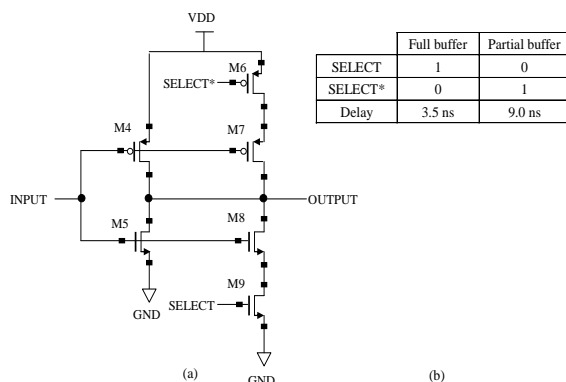 VDD
M6
SELECT*
M4
M7
INPUT
OUTPUT
M5
M8
M9
SELECT
GND
GND
(a)
Full buffer Partial buffer
SELECT 1 0
SELECT* 0 1
Delay 3.5 ns 9.0 ns
(b)